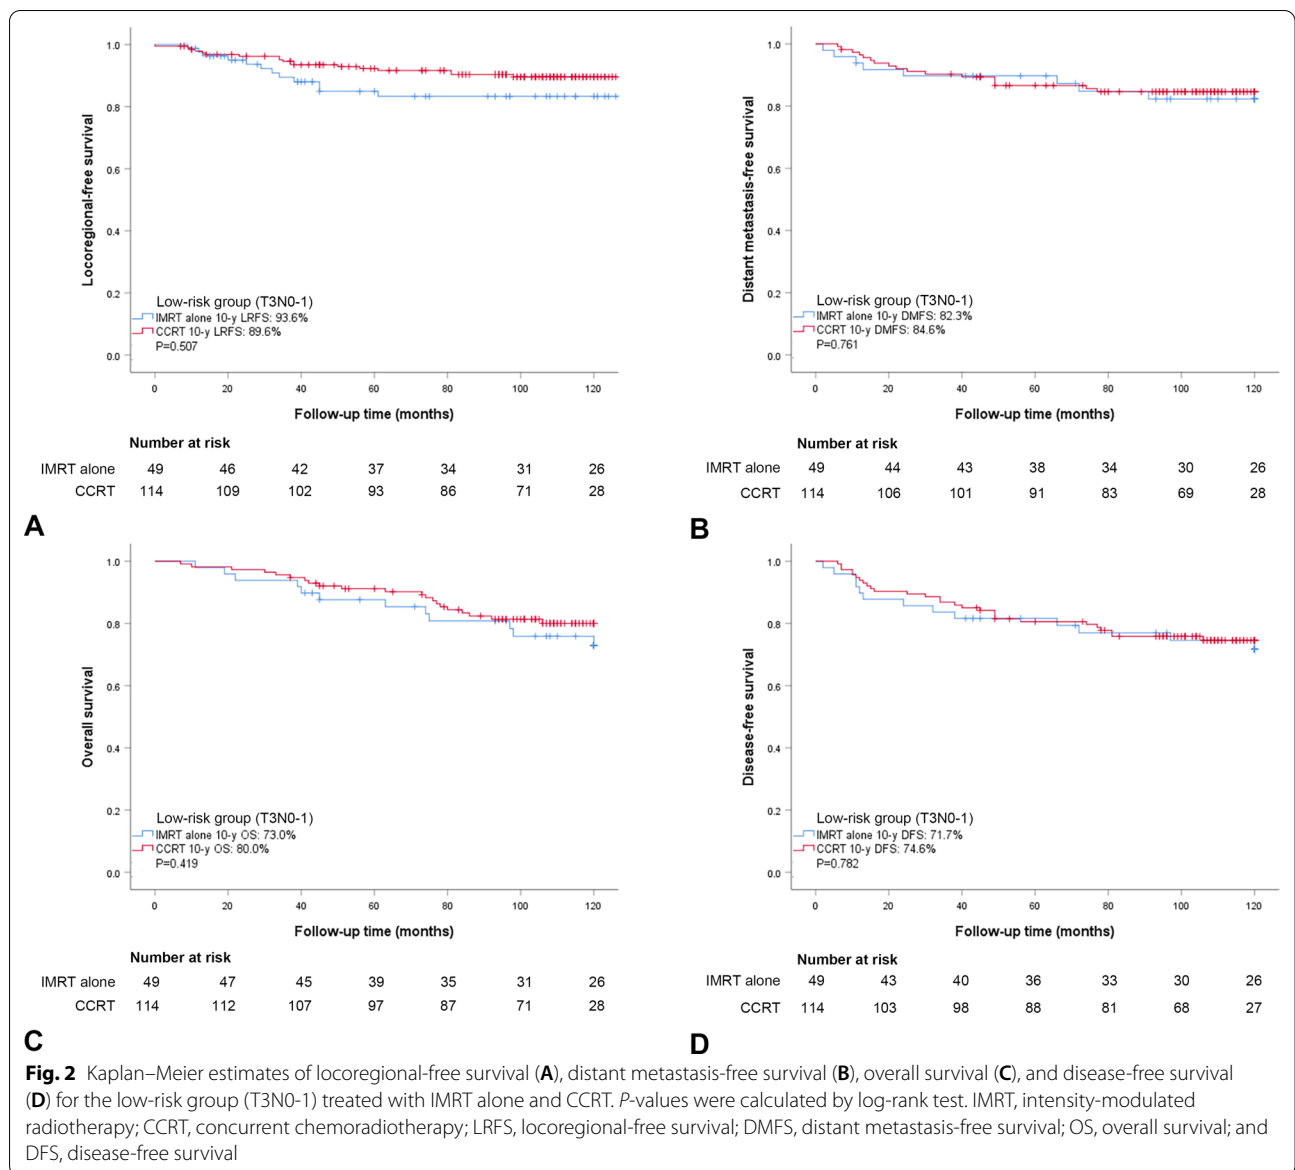 1.0
0.8
0.6
0.4
0.2
0.0
Locoregional-free survival
Low-risk group (T3N0-1)
IMRT alone 10-y LRFS: 93.6%
CCRT 10-y LRFS: 89.6%
P=0.507
0 20 40 60 80 100 120
Follow-up time (months)
Number at risk
IMRT alone 49 46 42 37 34 31 26
CCRT 114 109 102 93 86 71 28
A
1.0
0.8
0.6
0.4
0.2
0.0
Distant metastasis-free survival
Low-risk group (T3N0-1)
IMRT alone 10-y DMFS: 82.3%
CCRT 10-y DMFS: 84.6%
P=0.761
0 20 40 60 80 100 120
Follow-up time (months)
Number at risk
IMRT alone 49 44 43 38 34 30 26
CCRT 114 106 101 91 83 69 28
B
1.0
0.8
0.6
0.4
0.2
0.0
Overall survival
Low-risk group (T3N0-1)
IMRT alone 10-y OS: 73.0%
CCRT 10-y OS: 80.0%
P=0.419
0 20 40 60 80 100 120
Follow-up time (months)
Number at risk
IMRT alone 49 47 45 39 35 31 26
CCRT 114 112 107 97 87 71 28
C
1.0
0.8
0.6
0.4
0.2
0.0
Disease-free survival
Low-risk group (T3N0-1)
IMRT alone 10-y DFS: 71.7%
CCRT 10-y DFS: 74.6%
P=0.782
0 20 40 60 80 100 120
Follow-up time (months)
Number at risk
IMRT alone 49 43 40 36 33 30 26
CCRT 114 103 98 88 81 68 27
D
Fig. 2 Kaplan–Meier estimates of locoregional-free survival (A), distant metastasis-free survival (B), overall survival (C), and disease-free survival
(D) for the low-risk group (T3N0-1) treated with IMRT alone and CCRT. P-values were calculated by log-rank test. IMRT, intensity-modulated
radiotherapy; CCRT, concurrent chemoradiotherapy; LRFS, locoregional-free survival; DMFS, distant metastasis-free survival; OS, overall survival; and
DFS, disease-free survival